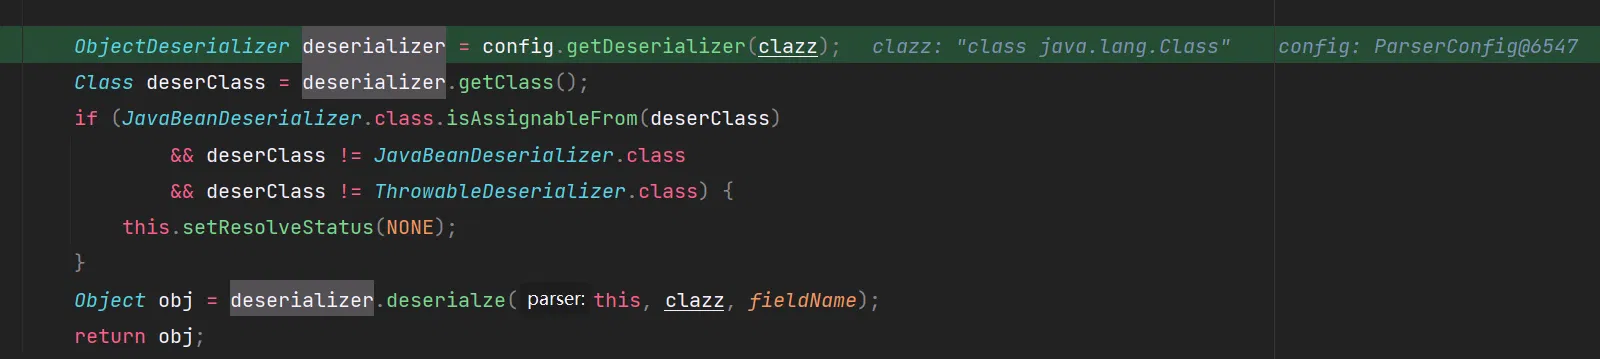 ObjectDeserializer deserializer = config.getDeserializer(clazz); clazz: "class java.lang.Class" config: ParserConfig@6547
Class deserClass = deserializer.getClass();
if (JavaBeanDeserializer.class.isAssignableFrom(deserClass)
&& deserClass != JavaBeanDeserializer.class
&& deserClass != ThrowableDeserializer.class) {
this.setResolveStatus(NONE);
}
Object obj = deserializer.deserialze( parser: this, clazz, fieldName);
return obj;